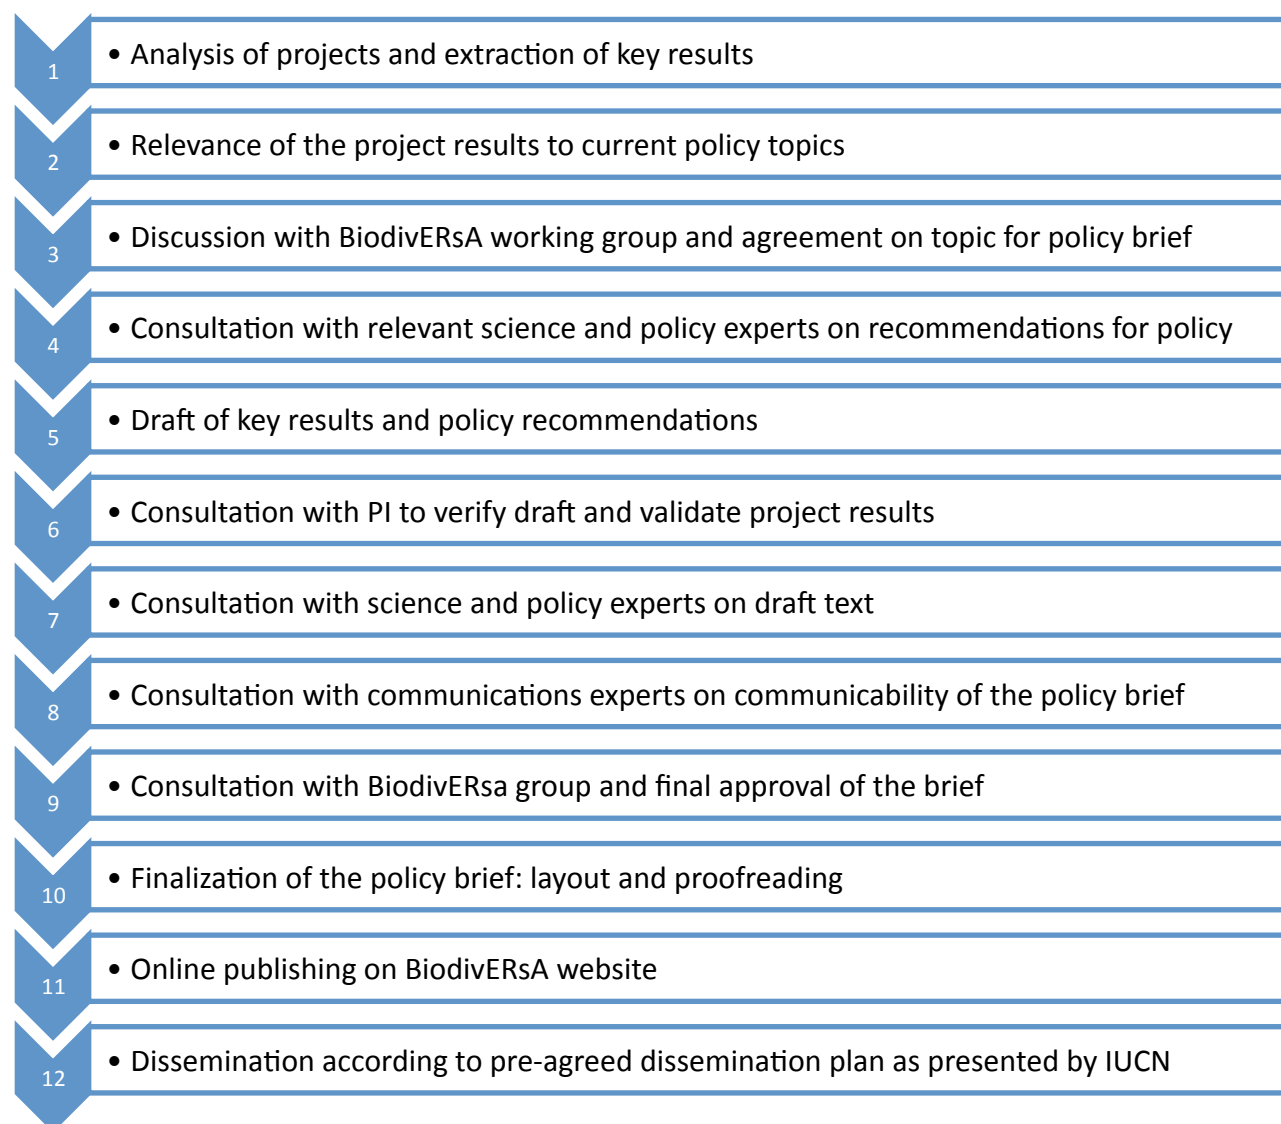 1
• Analysis of projects and extraction of key results
2
• Relevance of the project results to current policy topics
3
• Discussion with BiodivERsA working group and agreement on topic for policy brief
4
• Consultation with relevant science and policy experts on recommendations for policy
5
• Draft of key results and policy recommendations
6
• Consultation with PI to verify draft and validate project results
7
• Consultation with science and policy experts on draft text
8
• Consultation with communications experts on communicability of the policy brief
9
• Consultation with BiodivERsa group and final approval of the brief
10
• Finalization of the policy brief: layout and proofreading
11
• Online publishing on BiodivERsA website
12
• Dissemination according to pre-agreed dissemination plan as presented by IUCN